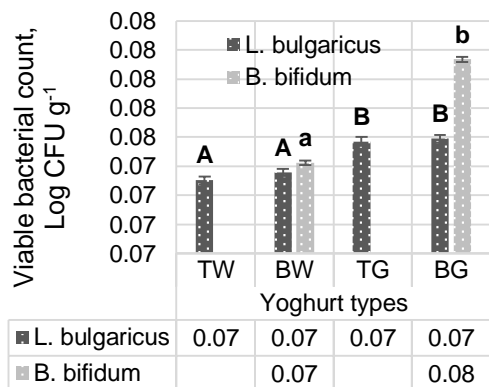 Viable bacterial count,
Log CFU g-1
0.08
0.08
0.08
0.08
0.08
0.07
0.07
0.07
0.07
L. bulgaricus
B. bifidum
A
A
a
B
B
b
TW BW TG BG
Yoghurt types
L. bulgaricus 0.07 0.07 0.07 0.07
B. bifidum 0.07 0.08